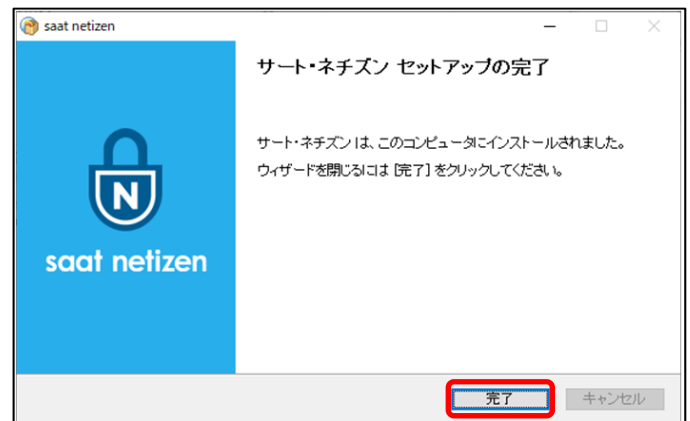 saat netizen
サート・ネチズン セットアップの完了
サート・ネチズン は、このコンピュータにインストールされました。
ウィザードを閉じるには [完了] をクリックしてください。
N
saat netizen
完了
キャンセル